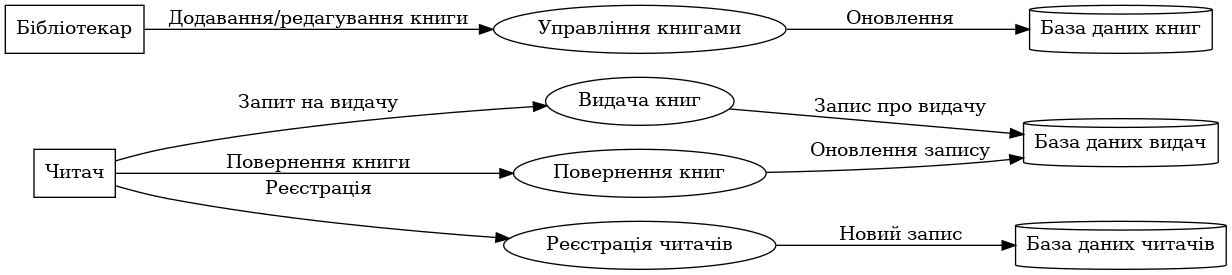 Бібліотекар
Додавання/редагування книги
Управління книгами
Оновлення
База даних книг
Запит на видачу
Видача книг
Запис про видачу
База даних видач
Читач
Повернення книги
Повернення книг
Оновлення запису
Реєстрація
Реєстрація читачів
Новий запис
База даних читачів